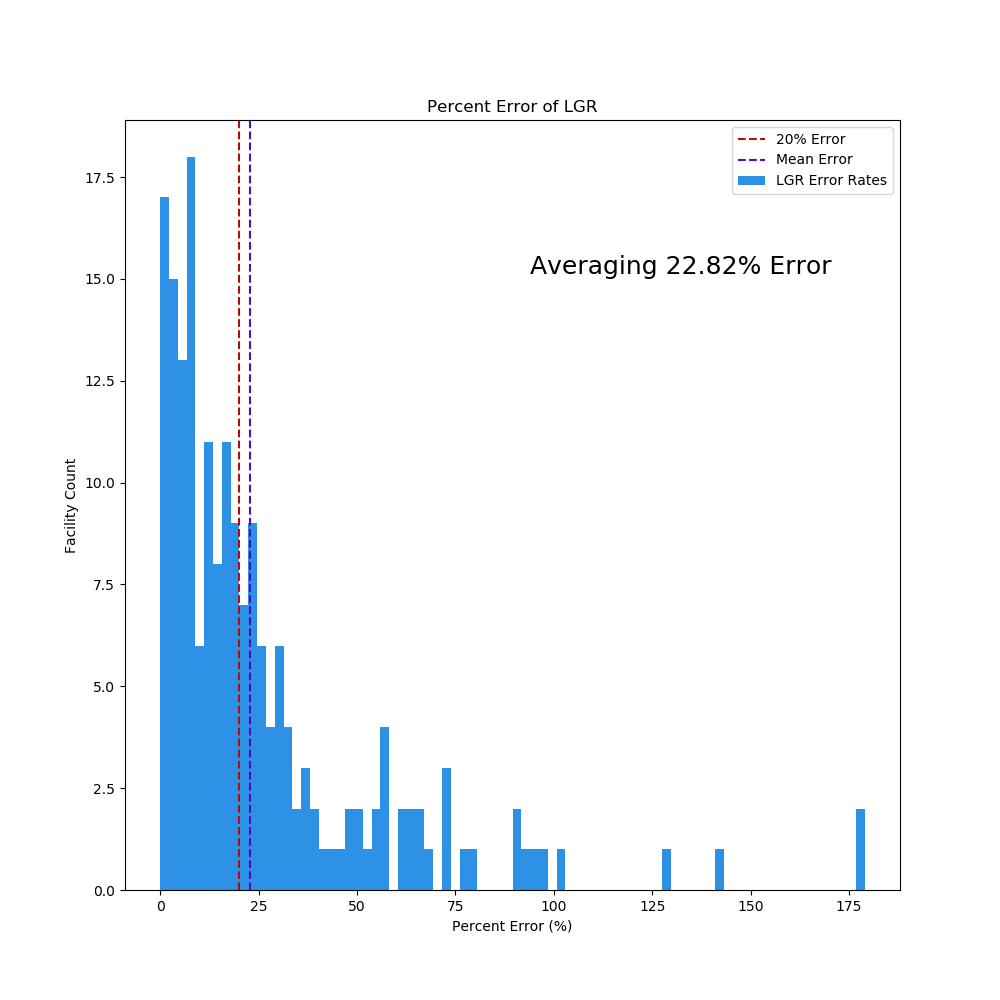 Percent Error of LGR
20% Error
Mean Error
LGR Error Rates
Averaging 22.82% Error
17.5
15.0
12.5
10.0
7.5
5.0
2.5
0.0
Facility Count
0 25 50 75 100 125 150 175
Percent Error (%)